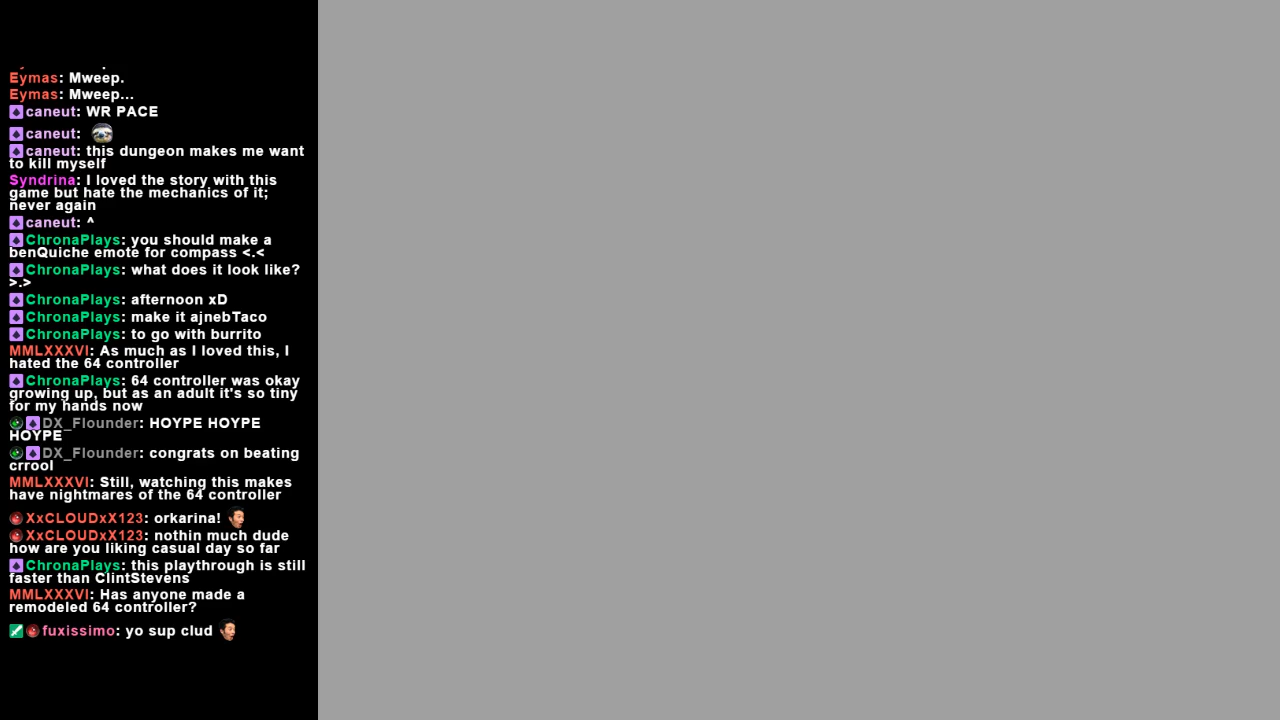 Eymas: Mweep.
Eymas: Mweep...
caneut: WR PACE
caneut:
caneut: this dungeon makes me want
to kill myself
Syndrina: I loved the story with this
game but hate the mechanics of it;
never again
caneut: ^
ChronaPlays: you should make a
benQuiche emote for compass <.<
ChronaPlays: what does it look like?
>.>
ChronaPlays: afternoon xD
ChronaPlays: make it ajnebTaco
ChronaPlays: to go with burrito
MMLXXXVI: As much as I loved this, I
hated the 64 controller
ChronaPlays: 64 controller was okay
growing up, but as an adult it's so tiny
for my hands now
DX_Flounder: HOYPE HOYPE
HOYPE
DX_Flounder: congrats on beating
crrool
MMLXXXVI: Still, watching this makes
have nightmares of the 64 controller
XxCLOUDxX123: orkarina!
XxCLOUDxX123: nothin much dude
how are you liking casual day so far
ChronaPlays: this playthrough is still
faster than ClintStevens
MMLXXXVI: Has anyone made a
remodeled 64 controller?
fuxissimo: yo sup clud